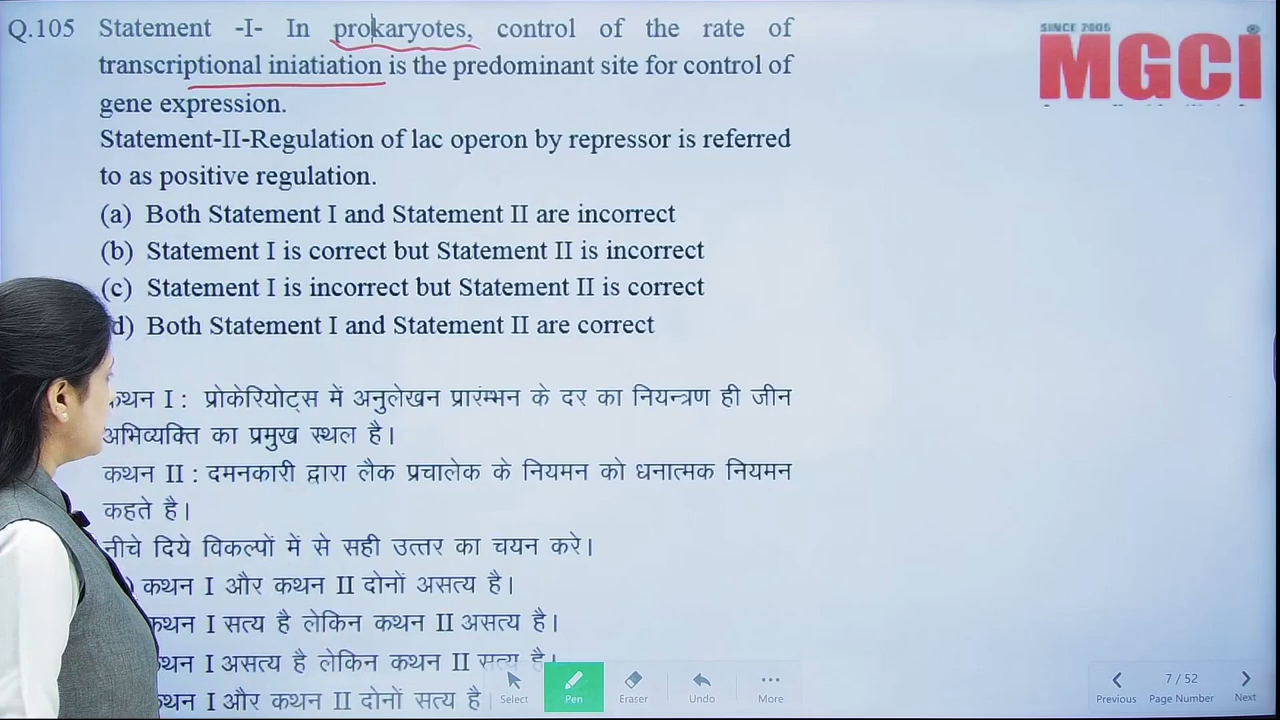 Q.105 Statement -I- In prokaryotes, control of the rate of
transcriptional iniatiation is the predominant site for control of
gene expression.
Statement-II-Regulation of lac operon by repressor is referred
to as positive regulation.
(a) Both Statement I and Statement II are incorrect
(b) Statement I is correct but Statement II is incorrect
(c) Statement I is incorrect but Statement II is correct
d) Both Statement I and Statement II are correct
कथन I : प्रोकेरियोट्स में अनुलेखन प्रारंम्भन के दर का नियन्त्रण ही जीन
अभिव्यक्ति का प्रमुख स्थल है।
कथन II : दमनकारी द्वारा लैक प्रचालेक के नियमन को धनात्मक नियमन
कहते है।
नीचे दिये विकल्पों में से सही उत्त्तर का चयन करे।
) कथन I और कथन II दोनों असत्य है।
कथन I सत्य है लेकिन कथन II असत्य है।
कथन I असत्य है लेकिन कथन II सत्य है।
कथन I और कथन II दोनों सत्य है
SINCE 2005
MGCI
®
Select
Pen
Eraser
Undo
More
Previous
7 / 52
Page Number
Next